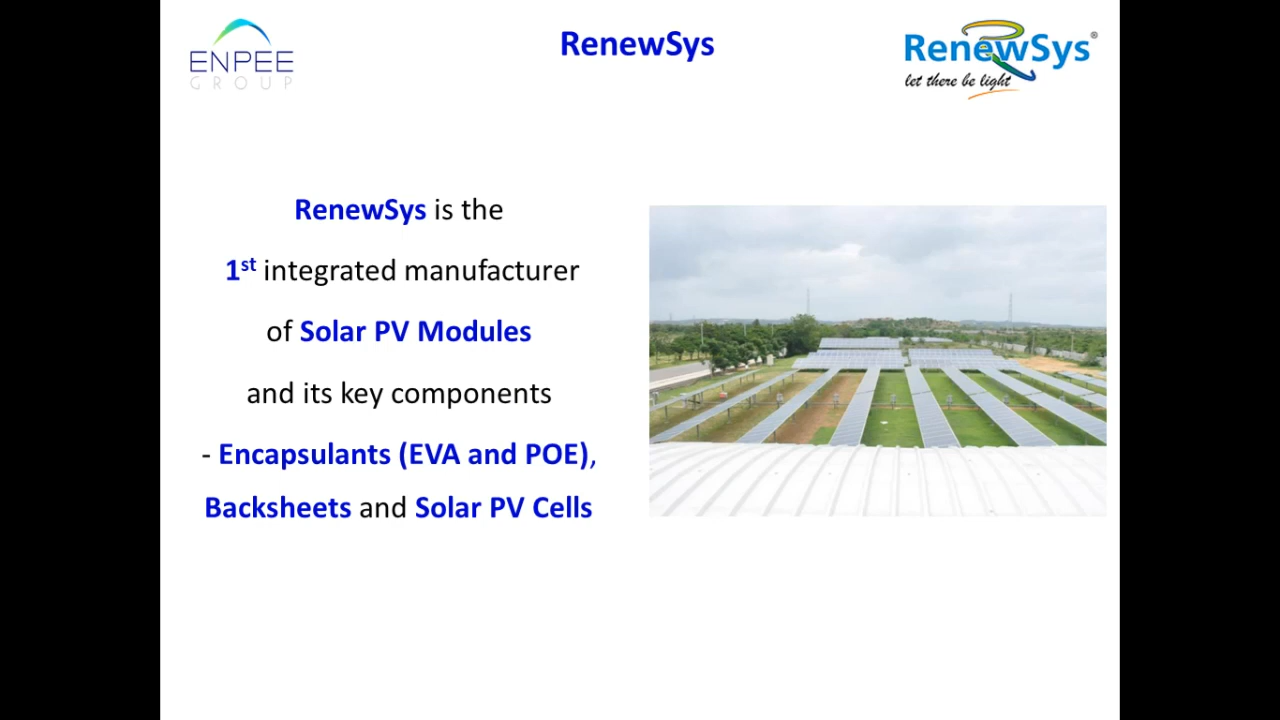 ENPEE
GROUP
RenewSys
RenewSys®
let there be light
RenewSys is the
1st integrated manufacturer
of Solar PV Modules
and its key components
- Encapsulants (EVA and POE),
Backsheets and Solar PV Cells